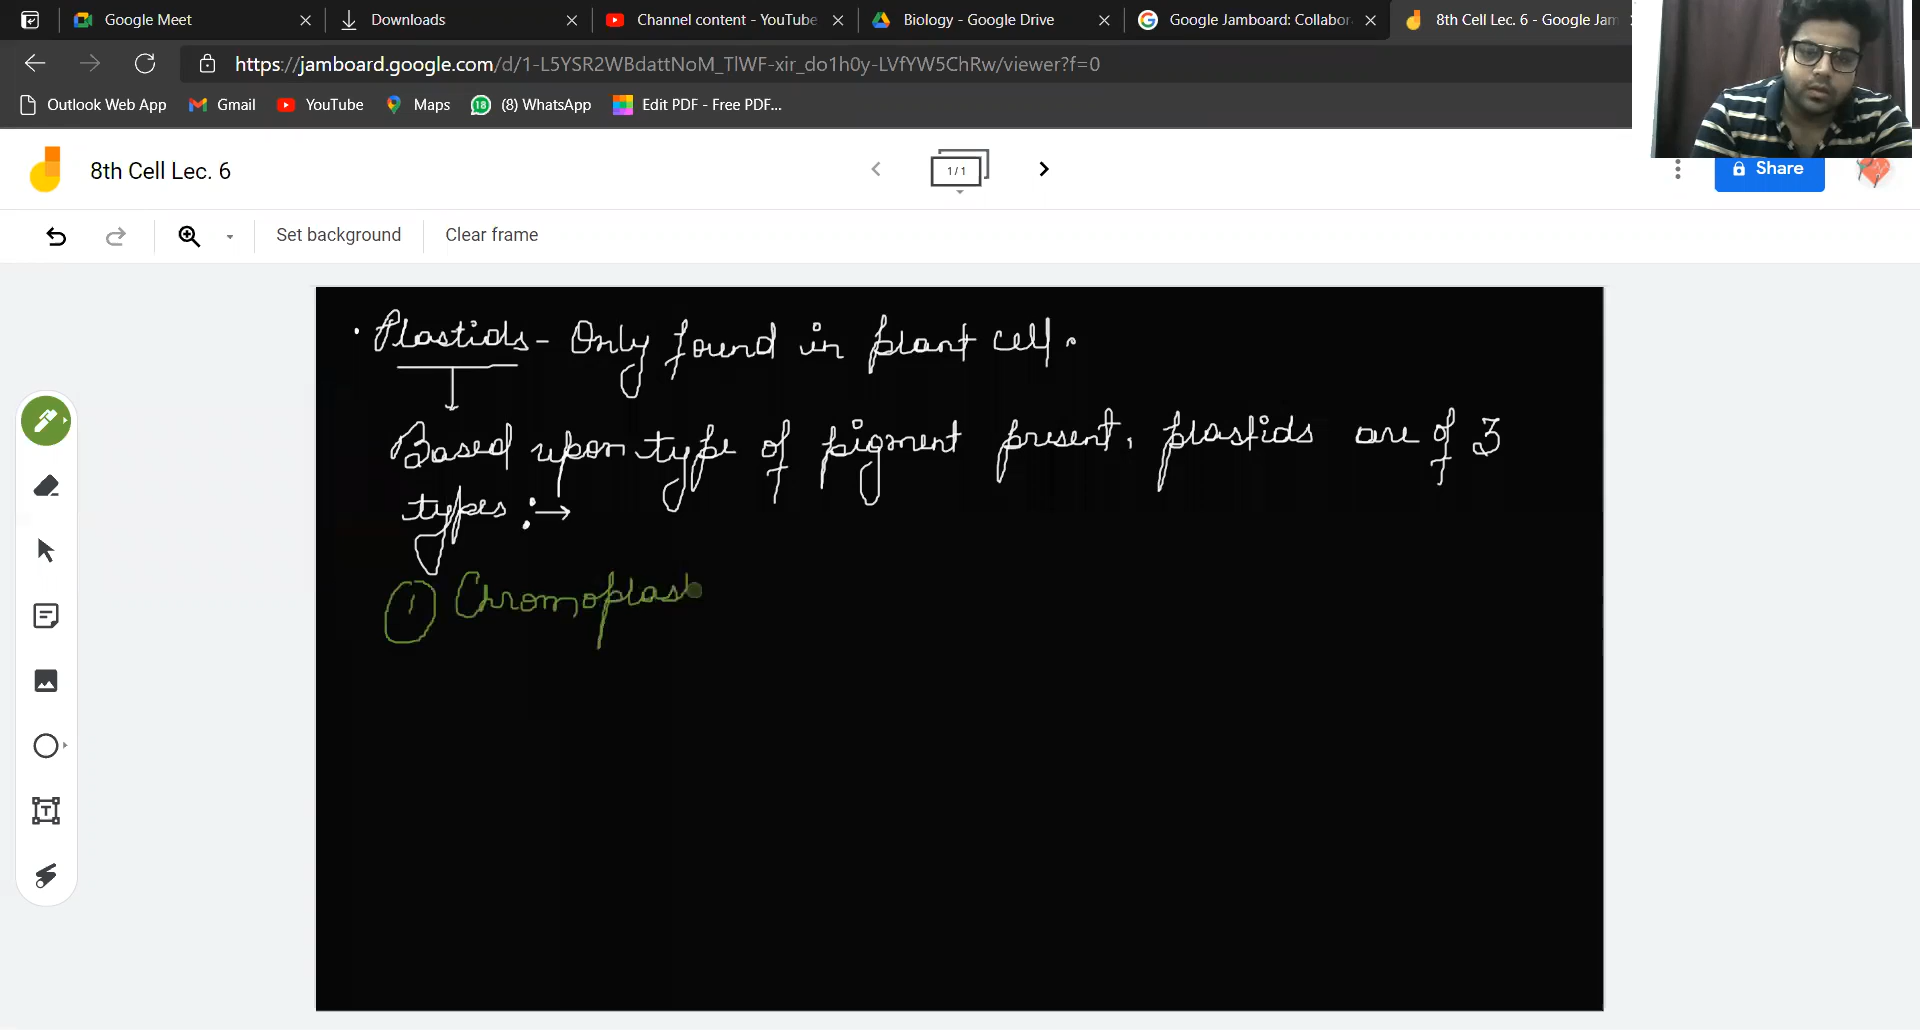 Google Meet
Downloads
Channel content - YouTube
Biology - Google Drive
Google Jamboard: Collabor
8th Cell Lec. 6 - Google Jam
https://jamboard.google.com/d/1-L5YSR2WBdattNoM_TlWF-xir_do1h0y-LVfYW5ChRw/viewer?f=0
Outlook Web App
Gmail
YouTube
Maps
18
(8) WhatsApp
Edit PDF - Free PDF...
8th Cell Lec. 6
1 / 1
Share
Set background
Clear frame
· Plastids - Only found in plant cell.
Based upon type of pigment present, plastids are of 3
types :→
① Chromoplast